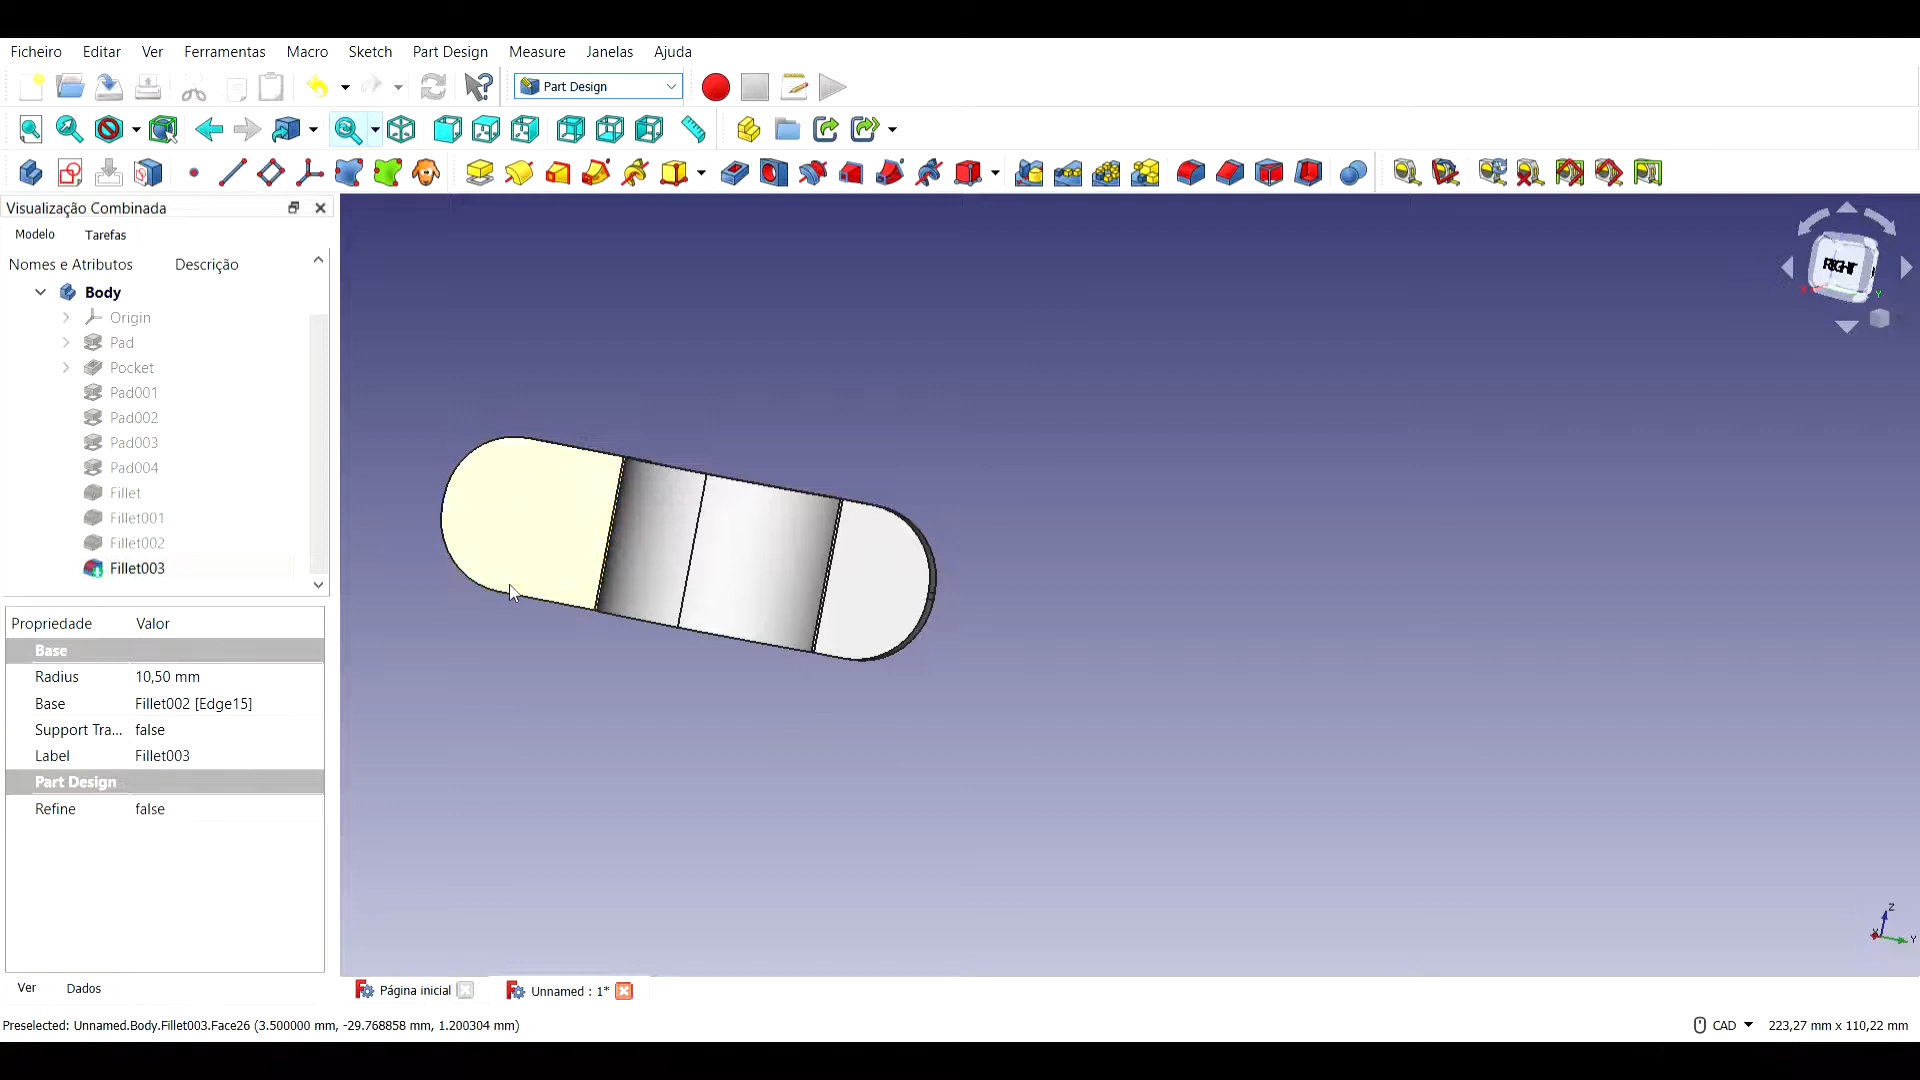 Ficheiro Editar Ver Ferramentas Macro Sketch Part Design Measure Janelas Ajuda
Part Design
Visualização Combinada
Modelo Tarefas
Nomes e Atributos Descrição
Body
Origin
Pad
Pocket
Pad001
Pad002
Pad003
Pad004
Fillet
Fillet001
Fillet002
Fillet003
Propriedade Valor
Base
Radius 10,50 mm
Base Fillet002 [Edge15]
Support Tra... false
Label Fillet003
Part Design
Refine false
Ver Dados
RIGHT
X Y
Z
X Y
Página inicial
Unnamed : 1*
Preselected: Unnamed.Body.Fillet003.Face26 (3.500000 mm, -29.768858 mm, 1.200304 mm)
CAD 223,27 mm x 110,22 mm